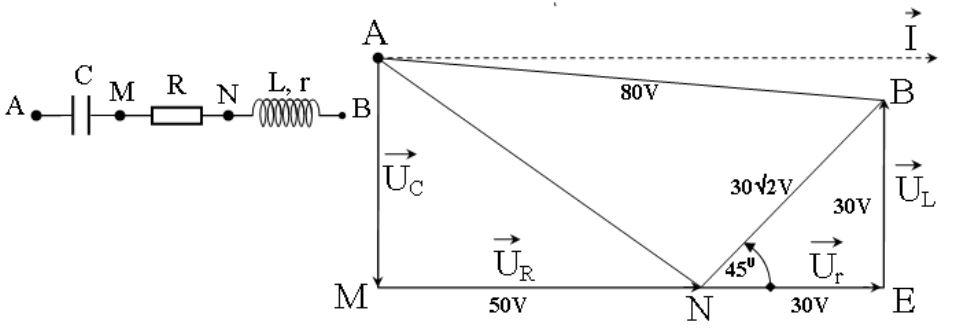 A
I
C
M
R
N
L, r
A
B
80V
B
U_C
30√2V
30V
U_L
U_R
45⁰
U_r
M
50V
N
30V
E